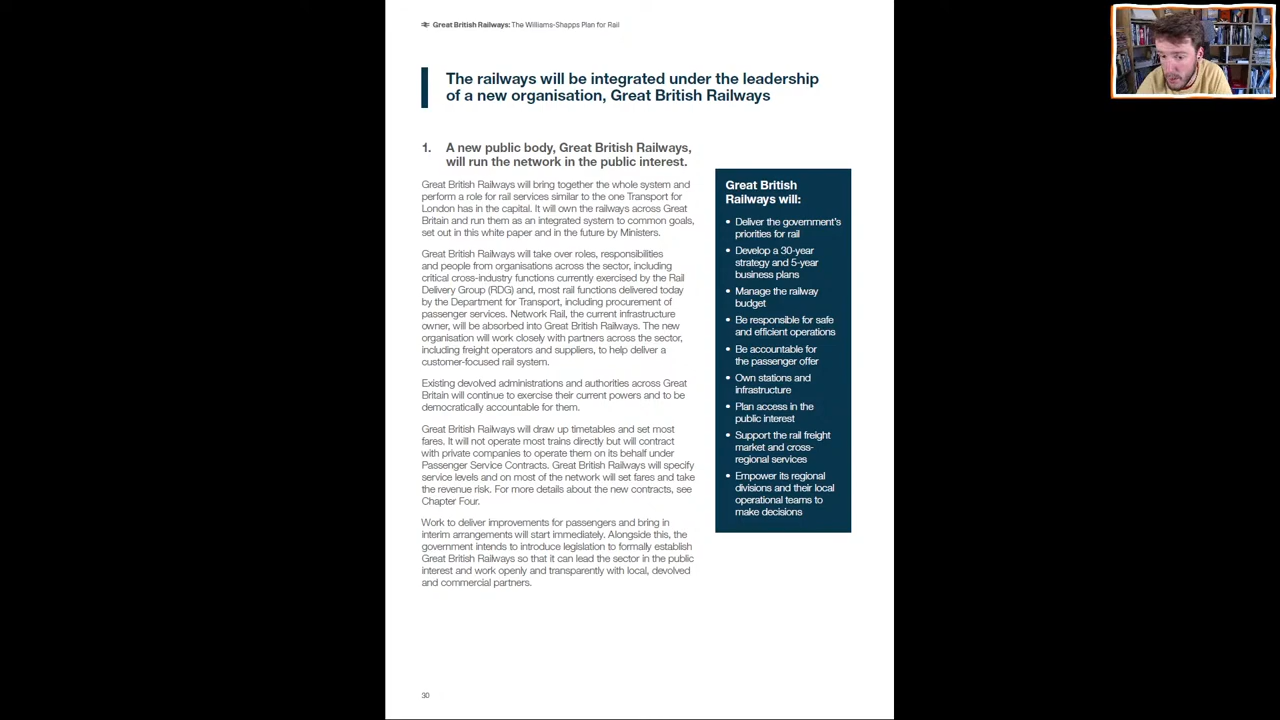 Great British Railways: The Williams-Shapps Plan for Rail
The railways will be integrated under the leadership
of a new organisation, Great British Railways
1. A new public body, Great British Railways,
will run the network in the public interest.
Great British Railways will bring together the whole system and
perform a role for rail services similar to the one Transport for
London has in the capital. It will own the railways across Great
Britain and run them as an integrated system to common goals,
set out in this white paper and in the future by Ministers.
Great British Railways will take over roles, responsibilities
and people from organisations across the sector, including
critical cross-industry functions currently exercised by the Rail
Delivery Group (RDG) and, most rail functions delivered today
by the Department for Transport, including procurement of
passenger services. Network Rail, the current infrastructure
owner, will be absorbed into Great British Railways. The new
organisation will work closely with partners across the sector,
including freight operators and suppliers, to help deliver a
customer-focused rail system.
Existing devolved administrations and authorities across Great
Britain will continue to exercise their current powers and to be
democratically accountable for them.
Great British Railways will draw up timetables and set most
fares. It will not operate most trains directly but will contract
with private companies to operate them on its behalf under
Passenger Service Contracts. Great British Railways will specify
service levels and on most of the network will set fares and take
the revenue risk. For more details about the new contracts, see
Chapter Four.
Work to deliver improvements for passengers and bring in
interim arrangements will start immediately. Alongside this, the
government intends to introduce legislation to formally establish
Great British Railways so that it can lead the sector in the public
interest and work openly and transparently with local, devolved
and commercial partners.
Great British
Railways will:
• Deliver the government's
priorities for rail
• Develop a 30-year
strategy and 5-year
business plans
• Manage the railway
budget
• Be responsible for safe
and efficient operations
• Be accountable for
the passenger offer
• Own stations and
infrastructure
• Plan access in the
public interest
• Support the rail freight
market and cross-
regional services
• Empower its regional
divisions and their local
operational teams to
make decisions
30